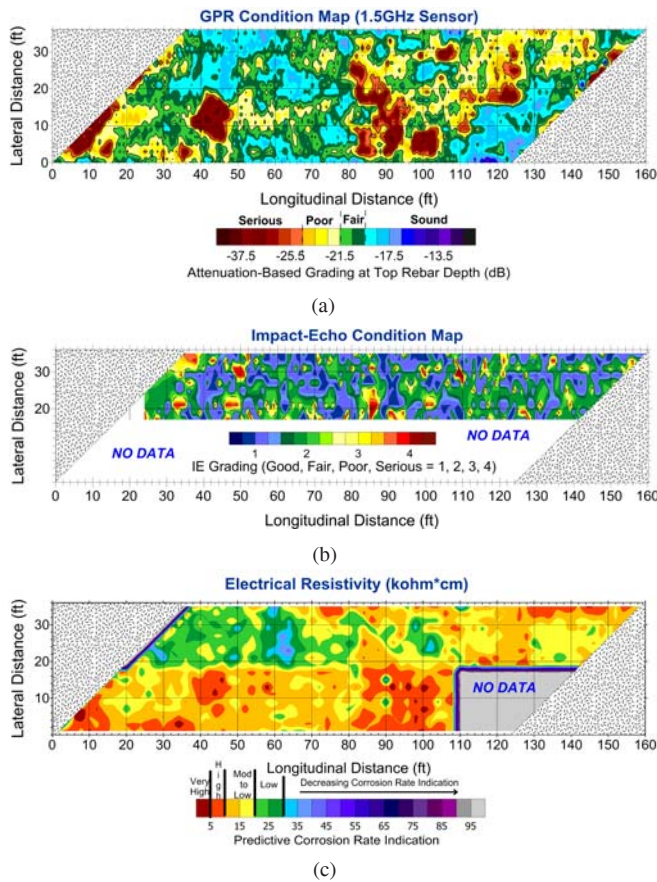 GPR Condition Map (1.5GHz Sensor)
Lateral Distance (ft)
30
20
10
0
0 10 20 30 40 50 60 70 80 90 100 110 120 130 140 150 160
Longitudinal Distance (ft)
Serious Poor Fair Sound
-37.5 -25.5 -21.5 -17.5 -13.5
Attenuation-Based Grading at Top Rebar Depth (dB)
(a)
Impact-Echo Condition Map
Lateral Distance (ft)
30
20
NO DATA
NO DATA
1 2 3 4
IE Grading (Good, Fair, Poor, Serious = 1, 2, 3, 4)
0 10 20 30 40 50 60 70 80 90 100 110 120 130 140 150 160
Longitudinal Distance (ft)
(b)
Electrical Resistivity (kohm*cm)
Lateral Distance (ft)
30
20
10
NO DATA
0 10 20 30 40 50 60 70 80 90 100 110 120 130 140 150 160
Longitudinal Distance (ft)
Very High
High
Mod to Low
Low
Decreasing Corrosion Rate Indication
5 15 25 35 45 55 65 75 85 95
Predictive Corrosion Rate Indication
(c)